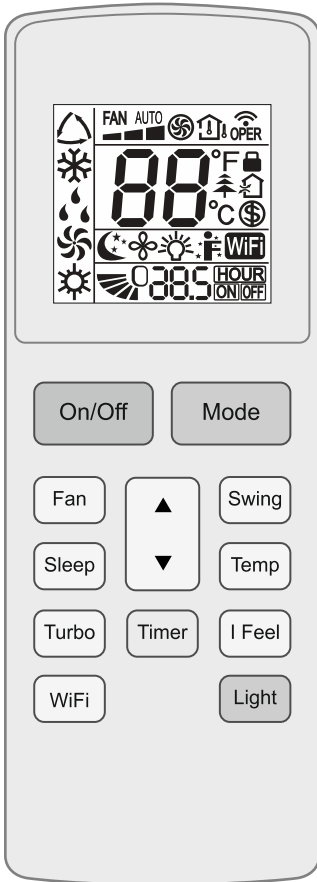 FAN AUTO
OPER
88 °F
°C
WiFi
HOUR
88.5 ON OFF
On/Off Mode
Fan ▲ Swing
Sleep ▼ Temp
Turbo Timer I Feel
WiFi Light